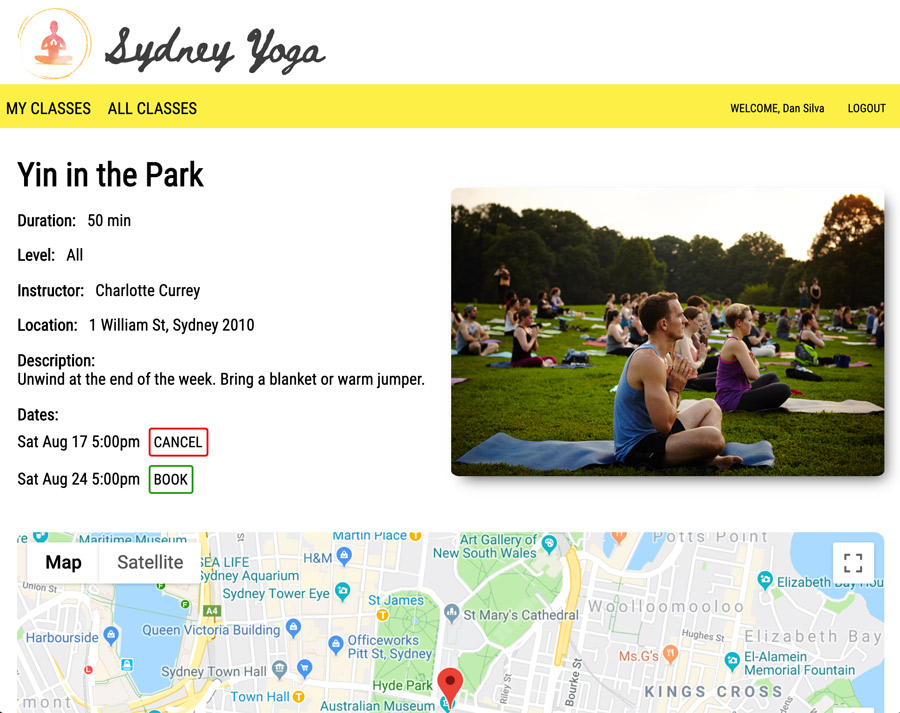 Sydney Yoga
MY CLASSES ALL CLASSES WELCOME, Dan Silva LOGOUT
Yin in the Park
Duration: 50 min
Level: All
Instructor: Charlotte Currey
Location: 1 William St, Sydney 2010
Description:
Unwind at the end of the week. Bring a blanket or warm jumper.
Dates:
Sat Aug 17 5:00pm CANCEL
Sat Aug 24 5:00pm BOOK
Map Satellite
Maritime Museum
Martin Place
Art Gallery of
New South Wales
Potts Point
SEA LIFE
Sydney Aquarium
H&M
Sydney Tower Eye
St James
A4
St Mary's Cathedral
Woolloomooloo
Elizabeth Bay
Harbourside
Queen Victoria Building
Officeworks
Pitt St, Sydney
Hughes St
Ms.G's
El-Alamein
Memorial Fountain
Sydney Town Hall
Hyde Park
Riley St
Bourke St
KINGS CROSS
Town Hall
Australian Museum
rmont